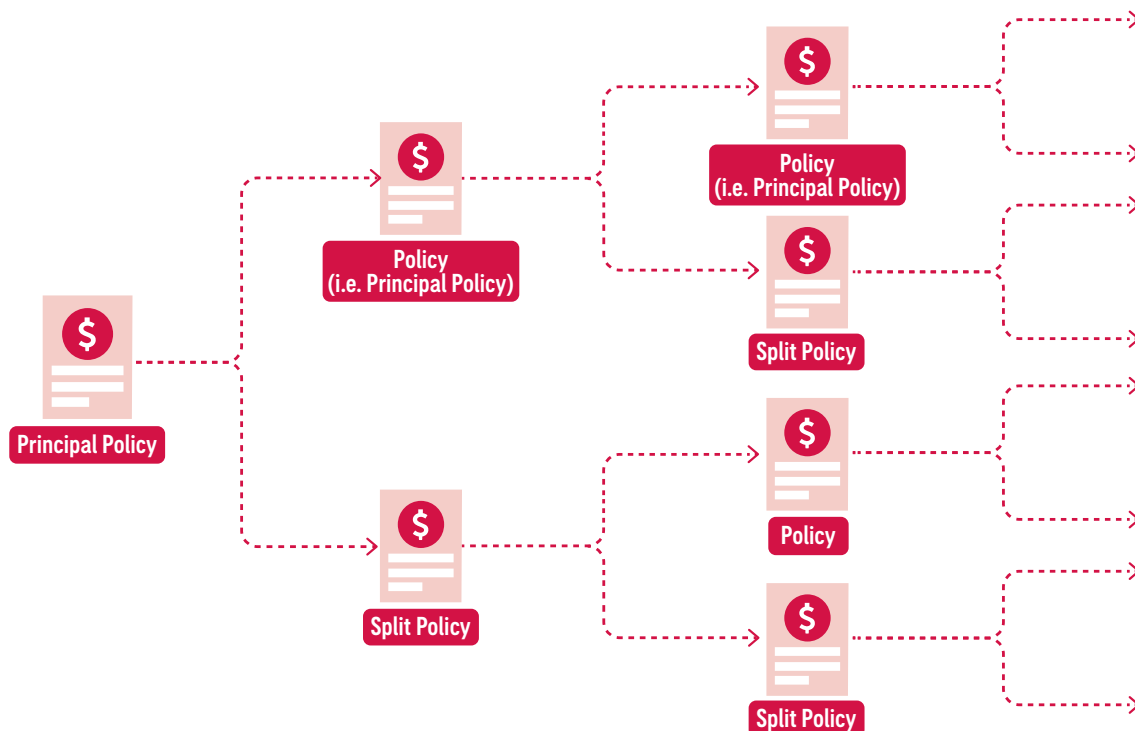 $
Policy
(i.e. Principal Policy)
$
Policy
(i.e. Principal Policy)
$
Split Policy
$
Principal Policy
$
Policy
$
Split Policy
$
Split Policy